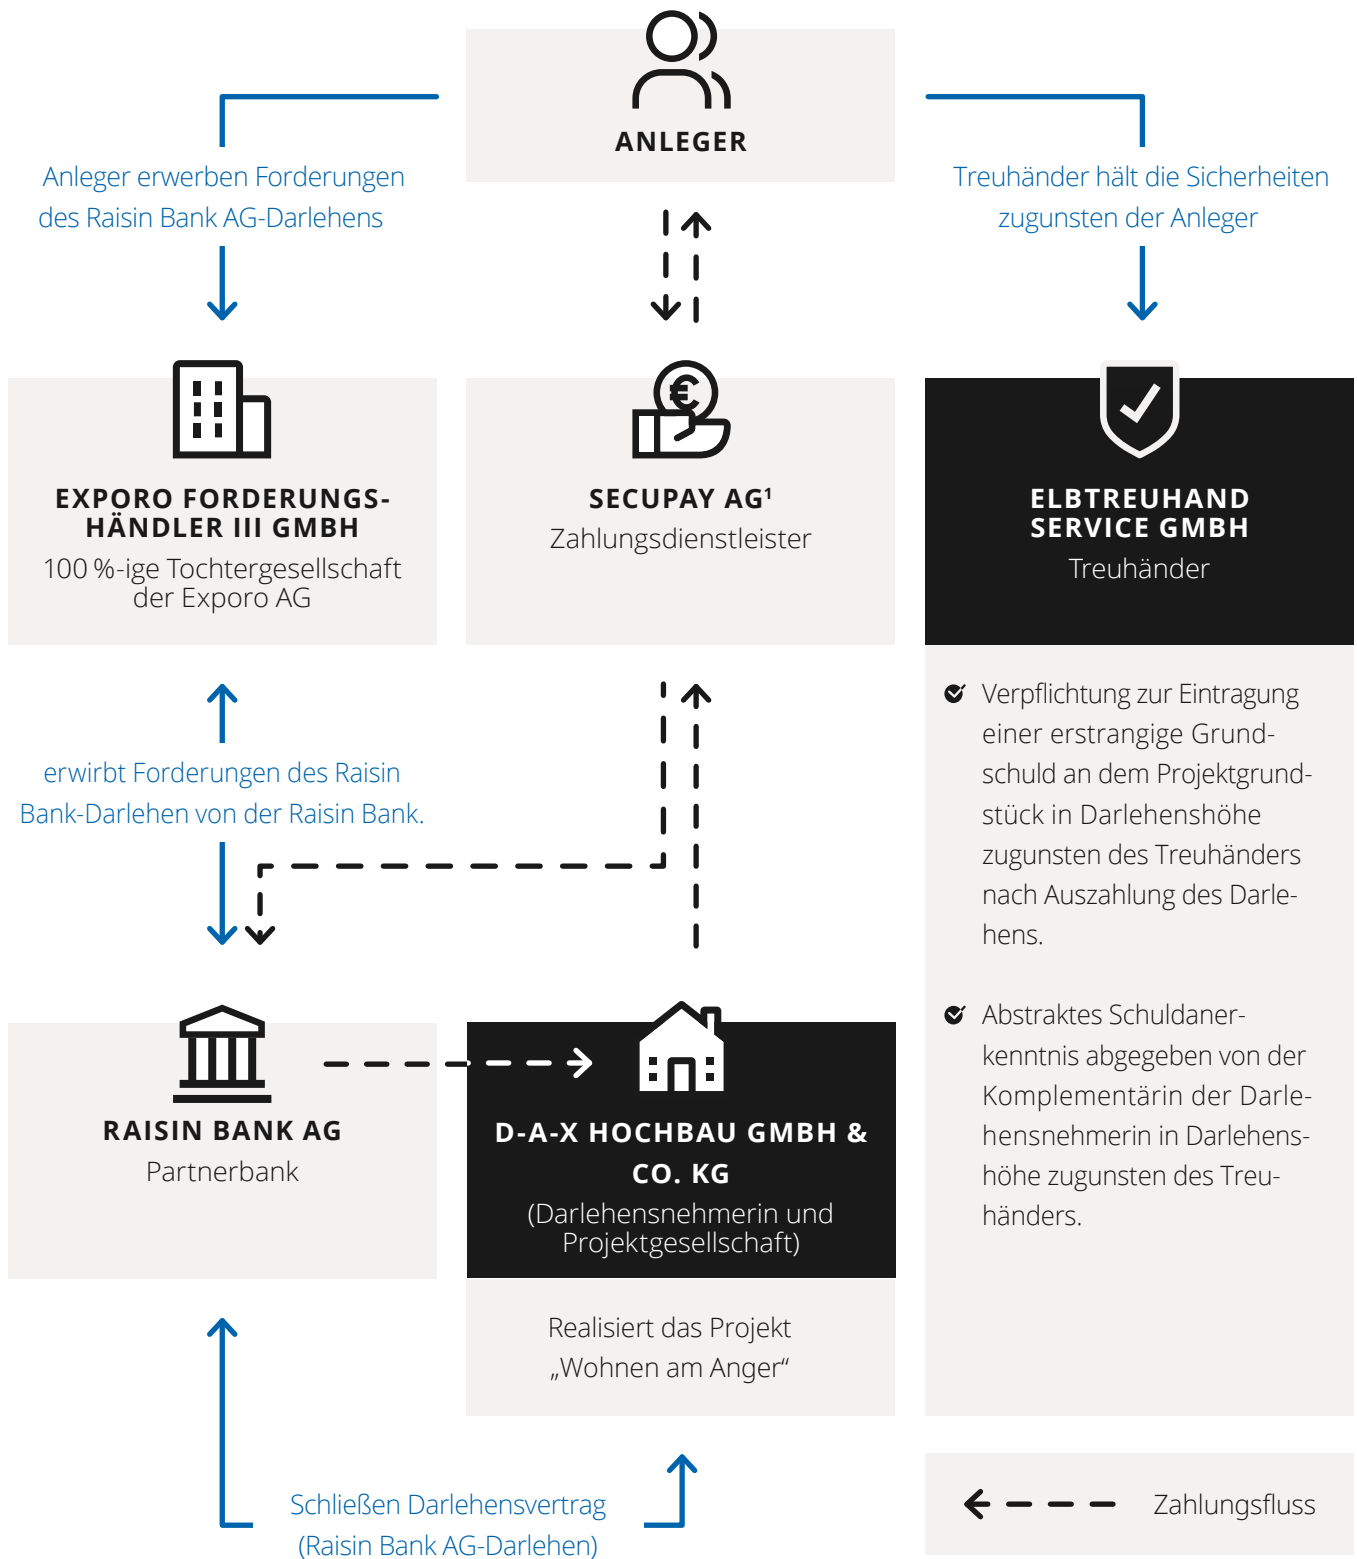 ANLEGER
Anleger erwerben Forderungen
des Raisin Bank AG-Darlehens
Treuhänder hält die Sicherheiten
zugunsten der Anleger
EXPORO FORDERUNGS-
HÄNDLER III GMBH
100 %-ige Tochtergesellschaft
der Exporo AG
SECUPAY AG¹
Zahlungsdienstleister
ELBTREUHAND
SERVICE GMBH
Treuhänder
erwirbt Forderungen des Raisin
Bank-Darlehen von der Raisin Bank.
Verpflichtung zur Eintragung
einer erstrangige Grund-
schuld an dem Projektgrund-
stück in Darlehenshöhe
zugunsten des Treuhänders
nach Auszahlung des Darle-
hens.
Abstraktes Schuldaner-
kenntnis abgegeben von der
Komplementärin der Darle-
hensnehmerin in Darlehens-
höhe zugunsten des Treu-
händers.
RAISIN BANK AG
Partnerbank
D-A-X HOCHBAU GMBH &
CO. KG
(Darlehensnehmerin und
Projektgesellschaft)
Realisiert das Projekt
„Wohnen am Anger“
Schließen Darlehensvertrag
(Raisin Bank AG-Darlehen)
Zahlungsfluss